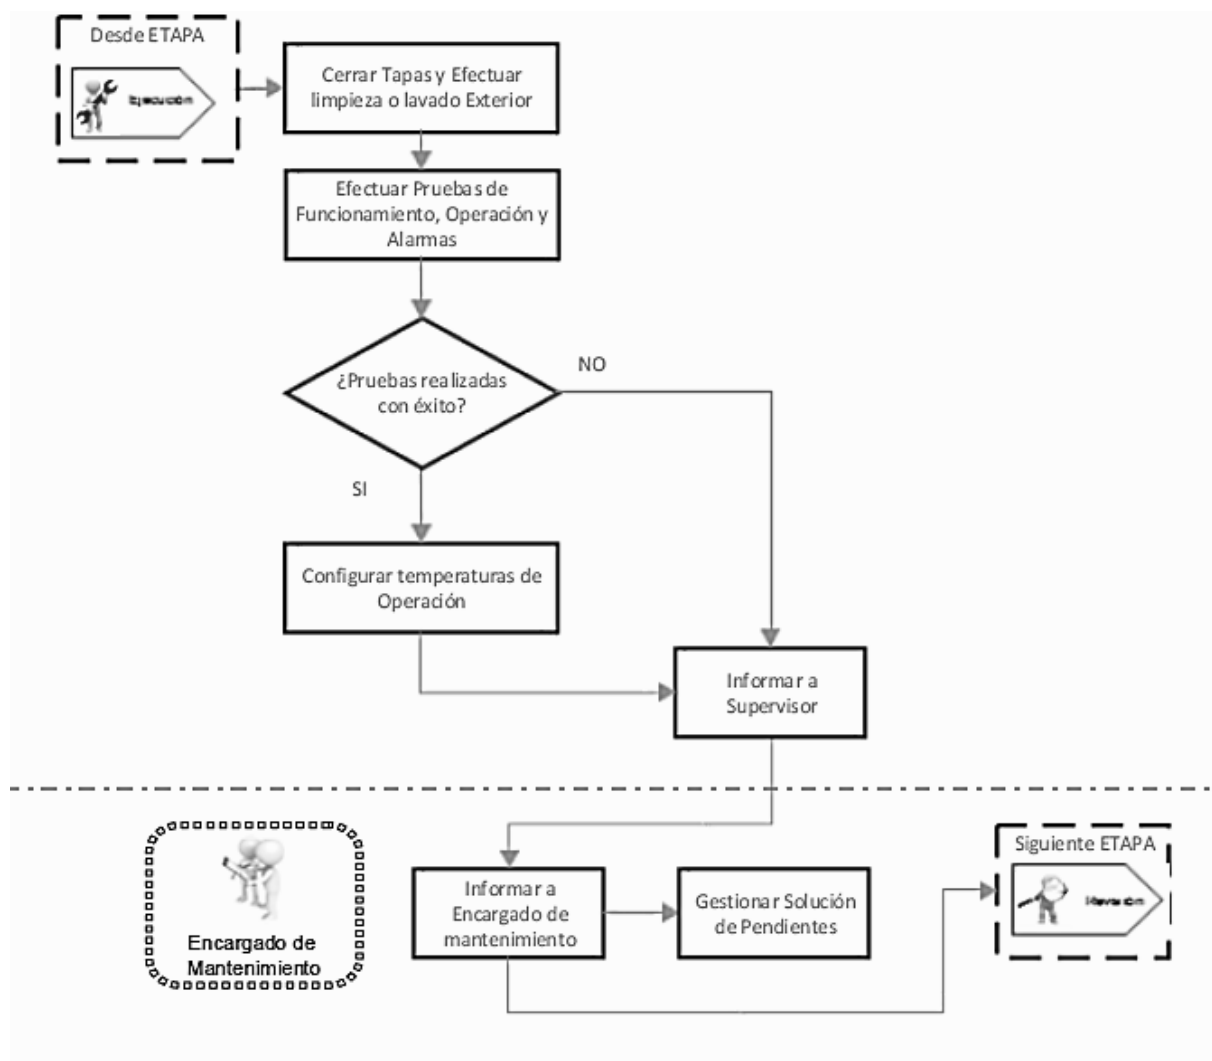 Desde ETAPA
Ejecución
Cerrar Tapas y Efectuar
limpieza o lavado Exterior
Efectuar Pruebas de
Funcionamiento, Operación y
Alarmas
¿Pruebas realizadas
con éxito?
NO
SI
Configurar temperaturas de
Operación
Informar a
Supervisor
Encargado de
Mantenimiento
Informar a
Encargado de
mantenimiento
Gestionar Solución
de Pendientes
Siguiente ETAPA